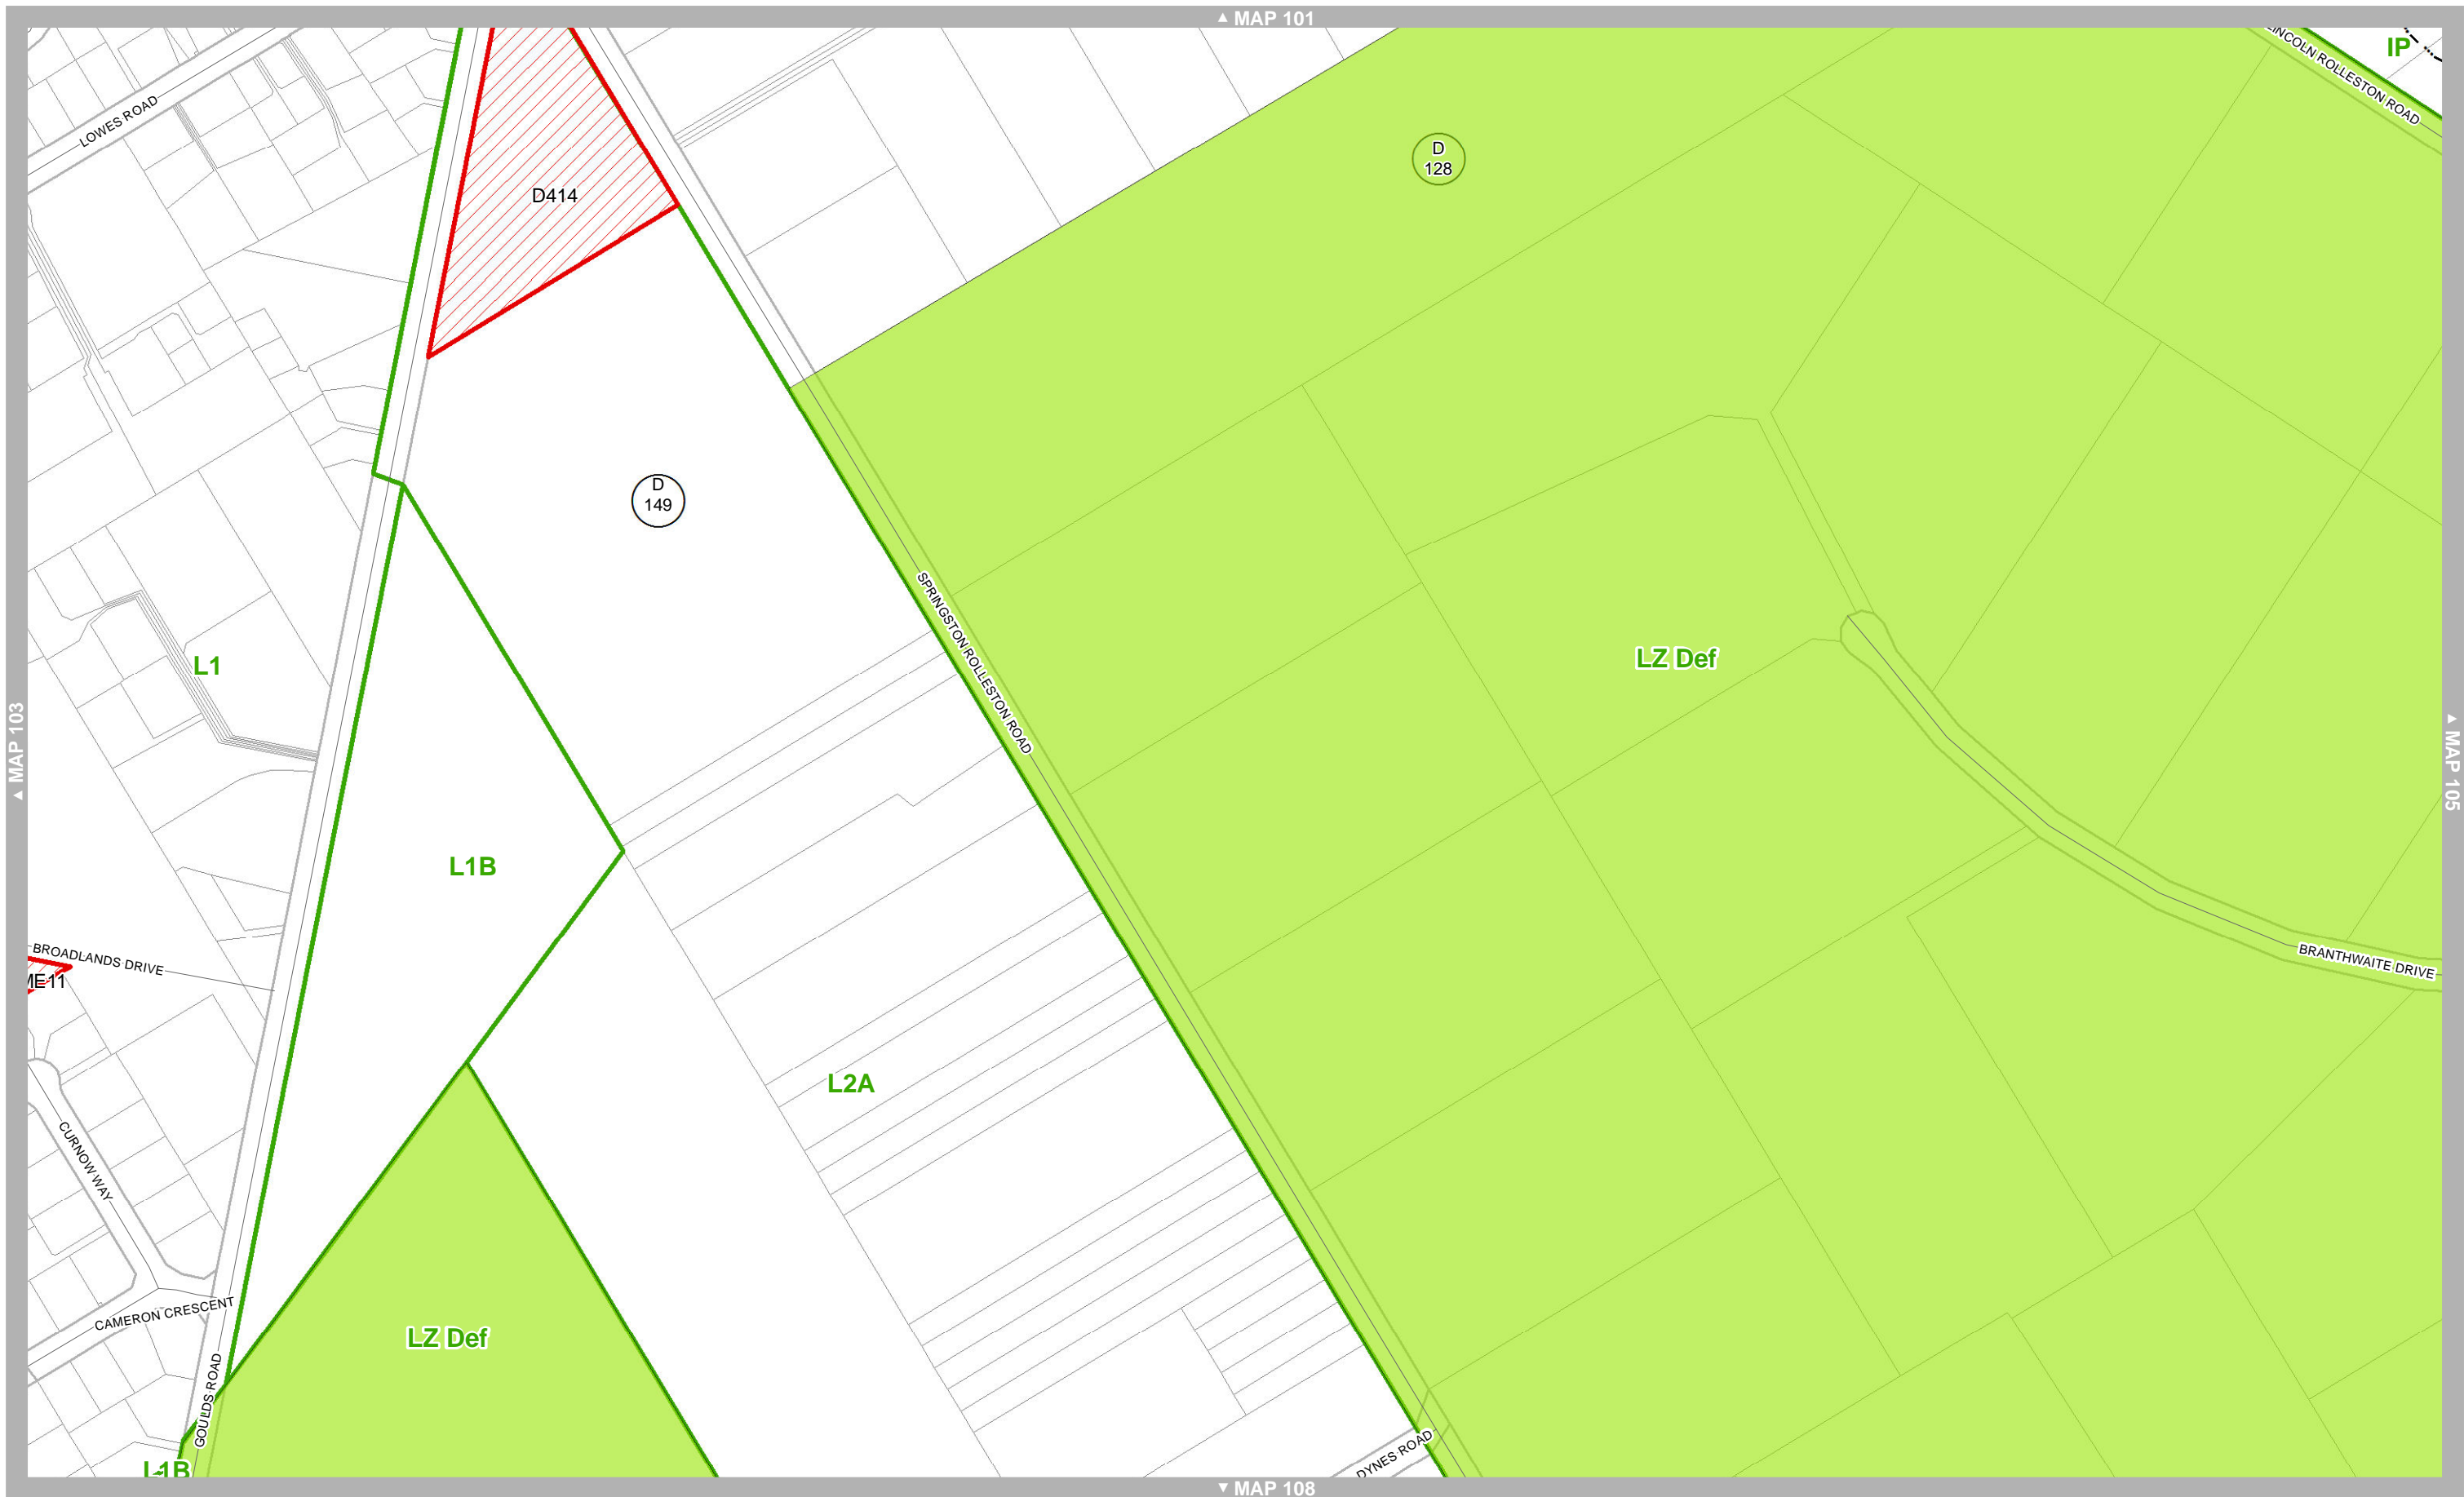 ▲ MAP 101
LINCOLN ROLLESTON ROAD
IP
LOWES ROAD
D
128
D414
D
149
SPRINGSTON ROLLESTON ROAD
LZ Def
L1
▲ MAP 103
▲ MAP 105
L1B
BROADLANDS DRIVE
ME11
BRANTHWAITE DRIVE
L2A
CURNOW WAY
CAMERON CRESCENT
LZ Def
GOULDS ROAD
DYNES ROAD
L1B
▼ MAP 108